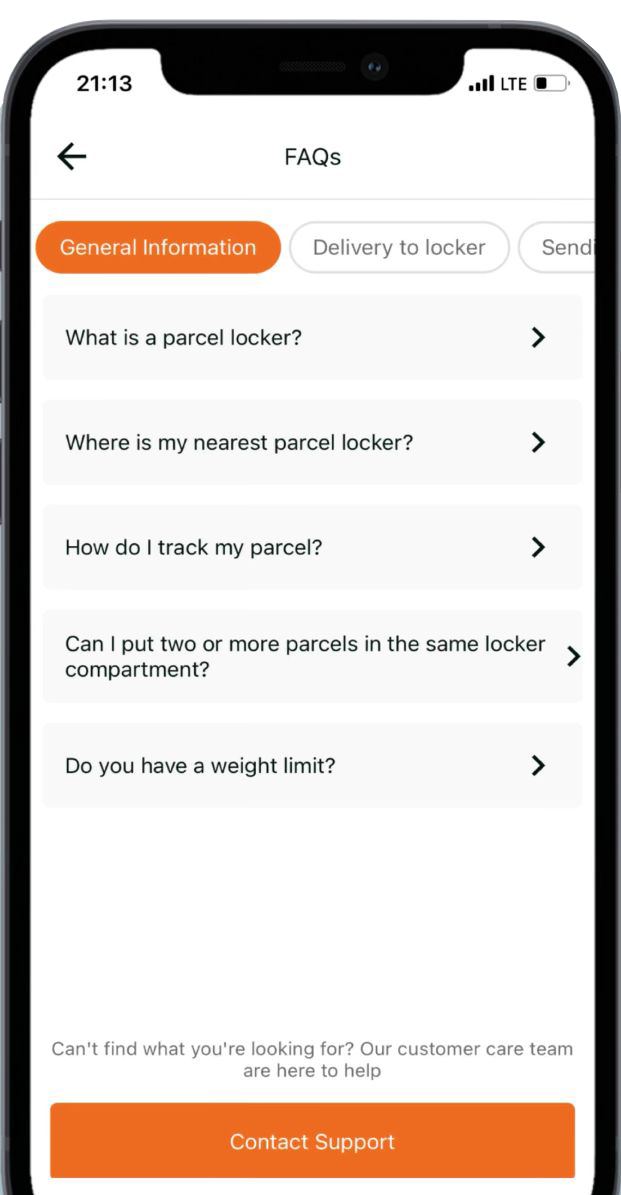 21:13
LTE
FAQs
General Information
Delivery to locker
Sendi
What is a parcel locker?
Where is my nearest parcel locker?
How do I track my parcel?
Can I put two or more parcels in the same locker
compartment?
Do you have a weight limit?
Can't find what you're looking for? Our customer care team
are here to help
Contact Support